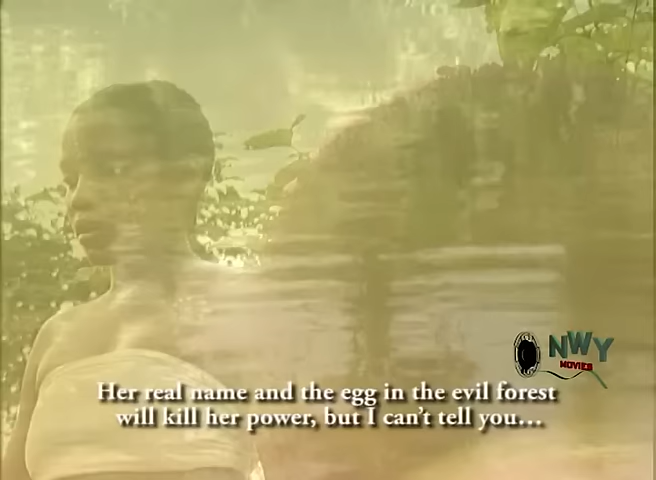 NWY
MOVIES
Her real name and the egg in the evil forest
will kill her power, but I can't tell you...